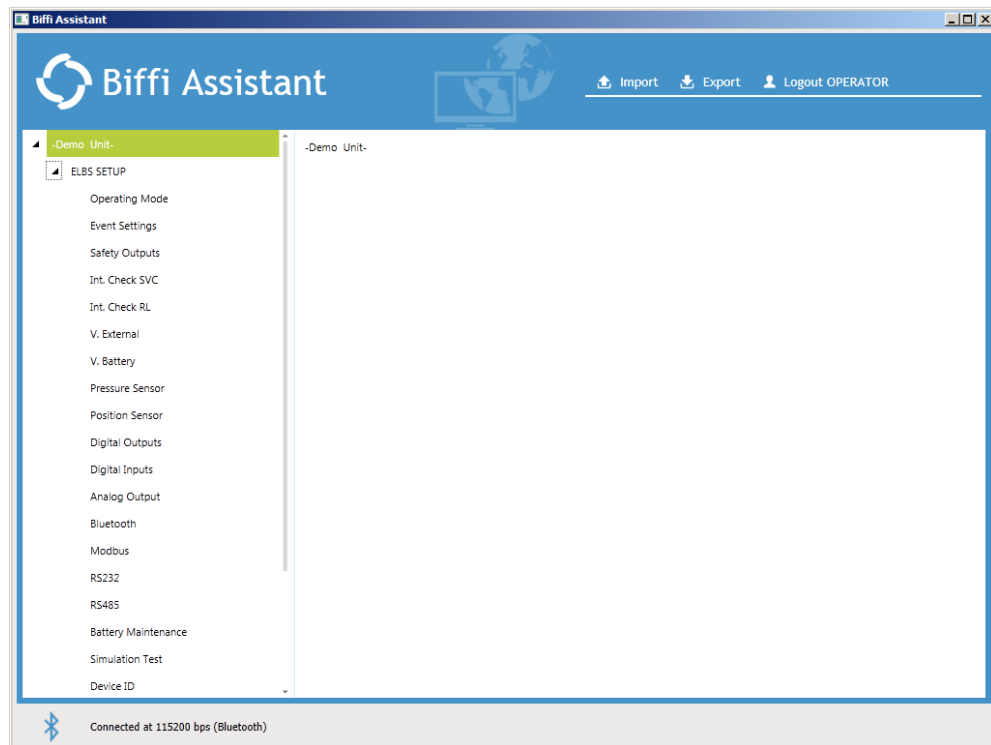 Biffi Assistant
Biffi Assistant
Import Export Logout OPERATOR
-Demo Unit-
-Demo Unit-
ELBS SETUP
Operating Mode
Event Settings
Safety Outputs
Int. Check SVC
Int. Check RL
V. External
V. Battery
Pressure Sensor
Position Sensor
Digital Outputs
Digital Inputs
Analog Output
Bluetooth
Modbus
RS232
RS485
Battery Maintenance
Simulation Test
Device ID
Connected at 115200 bps (Bluetooth)